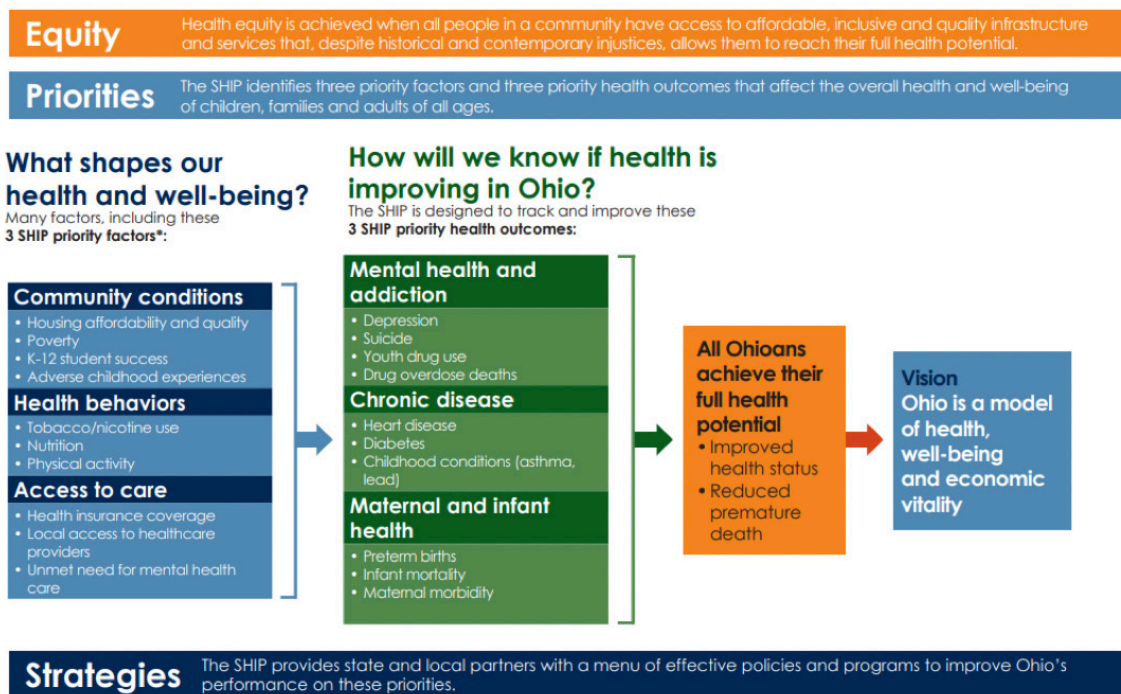 Equity
Health equity is achieved when all people in a community have access to affordable, inclusive and quality infrastructure
and services that, despite historical and contemporary injustices, allows them to reach their full health potential.
Priorities
The SHIP identifies three priority factors and three priority health outcomes that affect the overall health and well-being
of children, families and adults of all ages.
What shapes our
health and well-being?
Many factors, including these
3 SHIP priority factors*:
Community conditions
• Housing affordability and quality
• Poverty
• K-12 student success
• Adverse childhood experiences
Health behaviors
• Tobacco/nicotine use
• Nutrition
• Physical activity
Access to care
• Health insurance coverage
• Local access to healthcare
providers
• Unmet need for mental health
care
How will we know if health is
improving in Ohio?
The SHIP is designed to track and improve these
3 SHIP priority health outcomes:
Mental health and
addiction
• Depression
• Suicide
• Youth drug use
• Drug overdose deaths
Chronic disease
• Heart disease
• Diabetes
• Childhood conditions (asthma,
lead)
Maternal and infant
health
• Preterm births
• Infant mortality
• Maternal morbidity
All Ohioans
achieve their
full health
potential
• Improved
health status
• Reduced
premature
death
Vision
Ohio is a model
of health,
well-being
and economic
vitality
Strategies
The SHIP provides state and local partners with a menu of effective policies and programs to improve Ohio's
performance on these priorities.